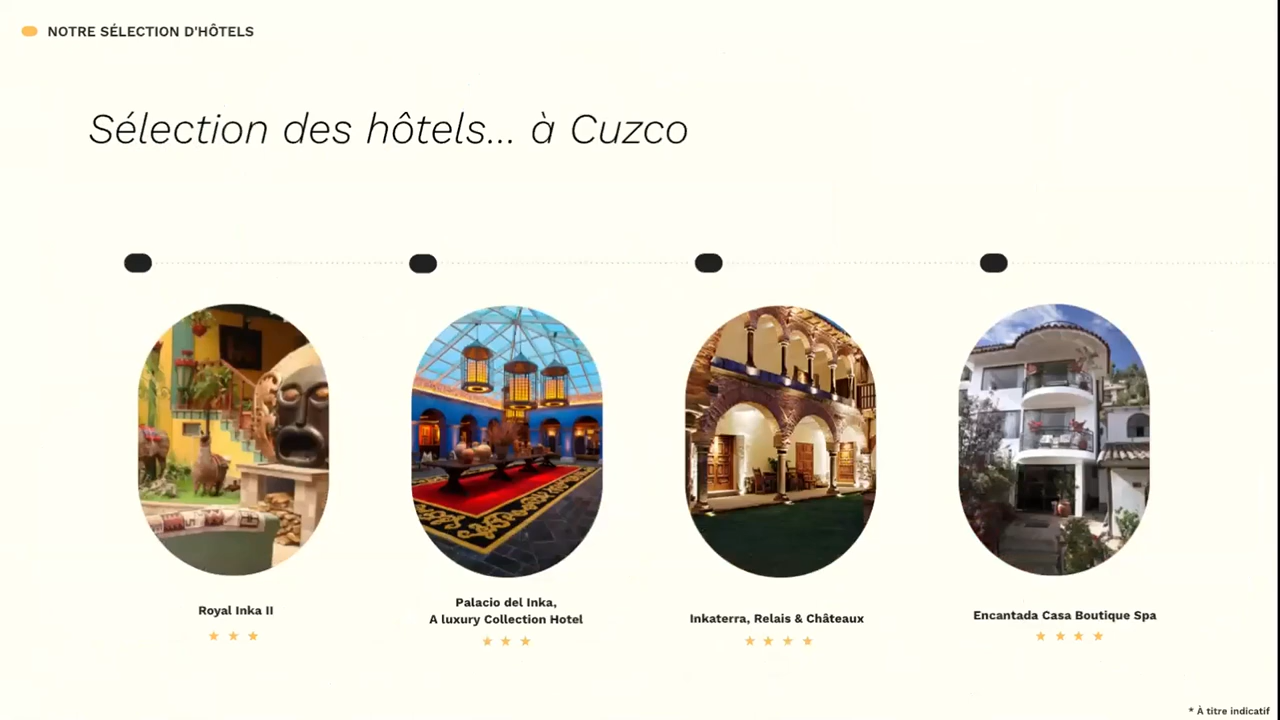 NOTRE SÉLECTION D'HÔTELS
Sélection des hôtels... à Cuzco
Royal Inka II
Palacio del Inka,
A luxury Collection Hotel
Inkaterra, Relais & Châteaux
Encantada Casa Boutique Spa
* À titre indicatif